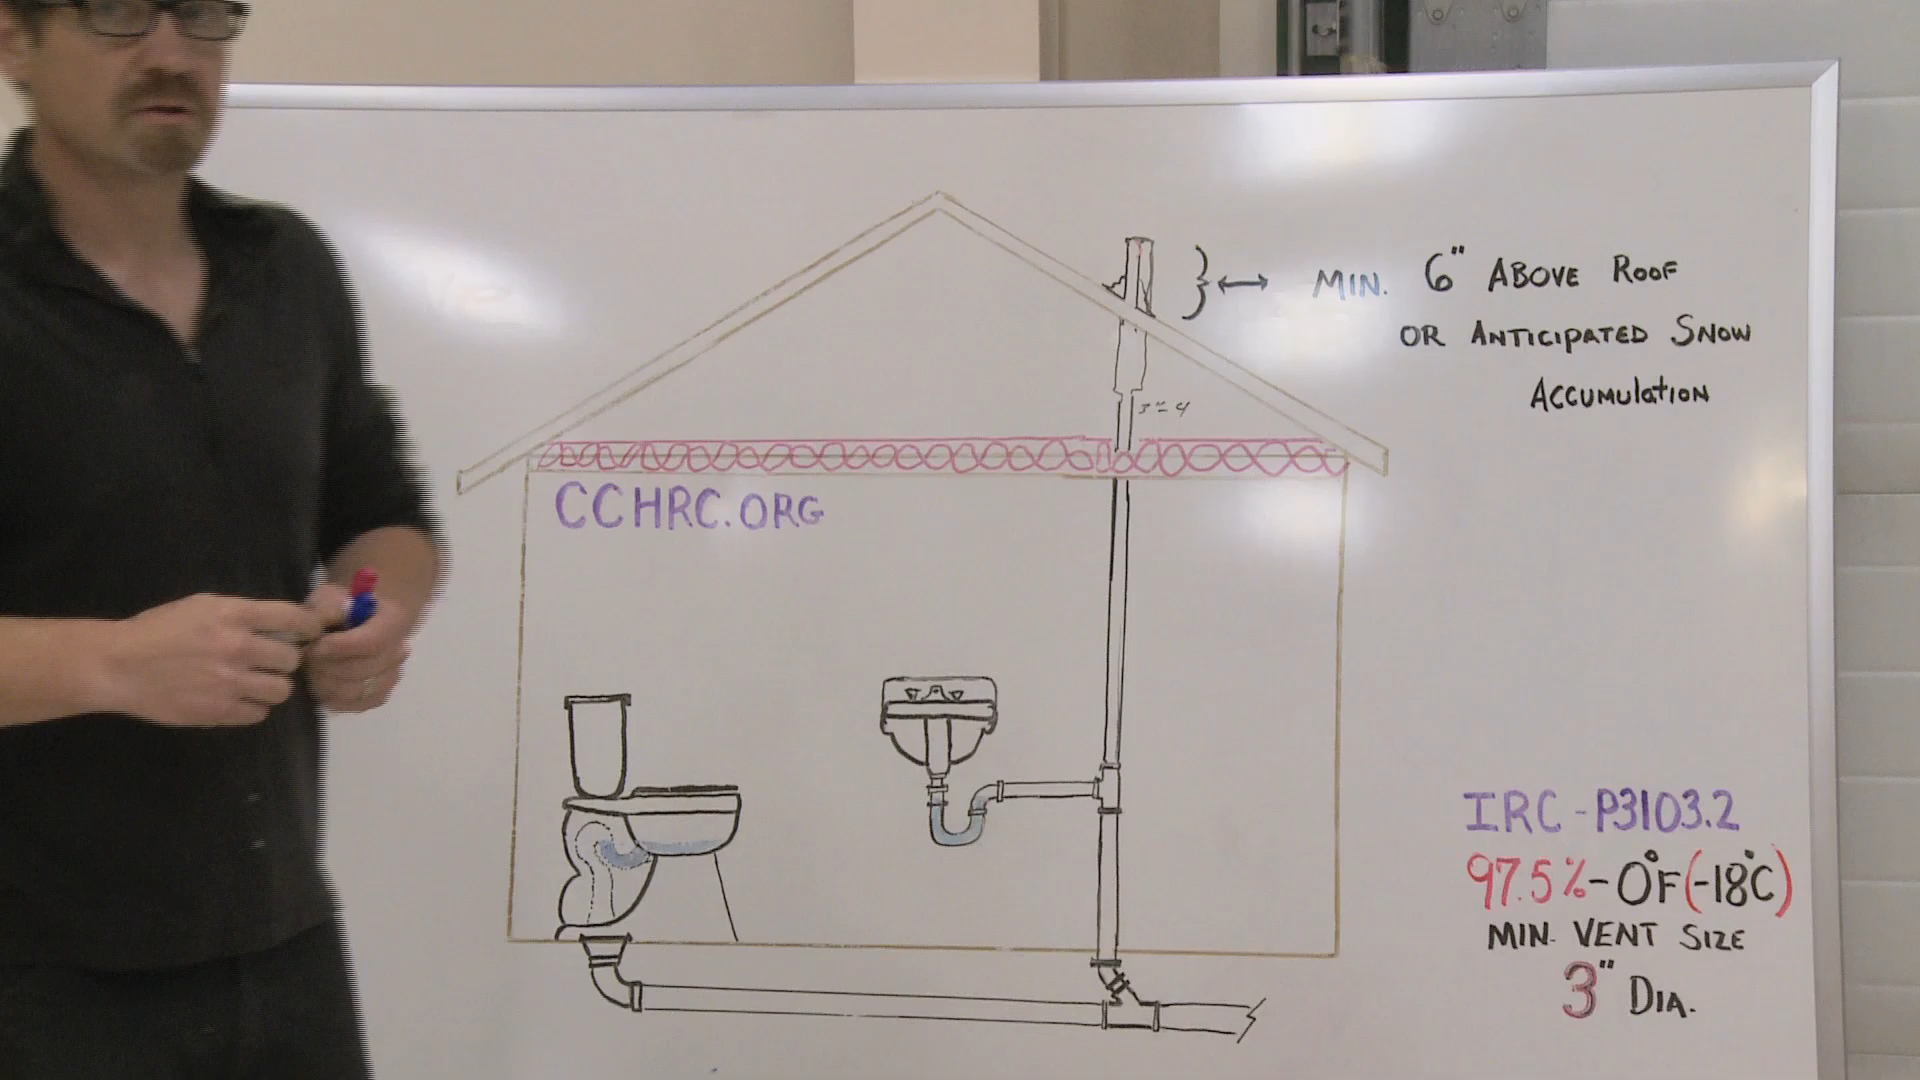 MIN. 6" ABOVE ROOF
OR ANTICIPATED SNOW
ACCUMULATION
CCHRC.ORG
IRC-P3103.2
97.5%-0°F(-18°C)
MIN. VENT SIZE
3" DIA.